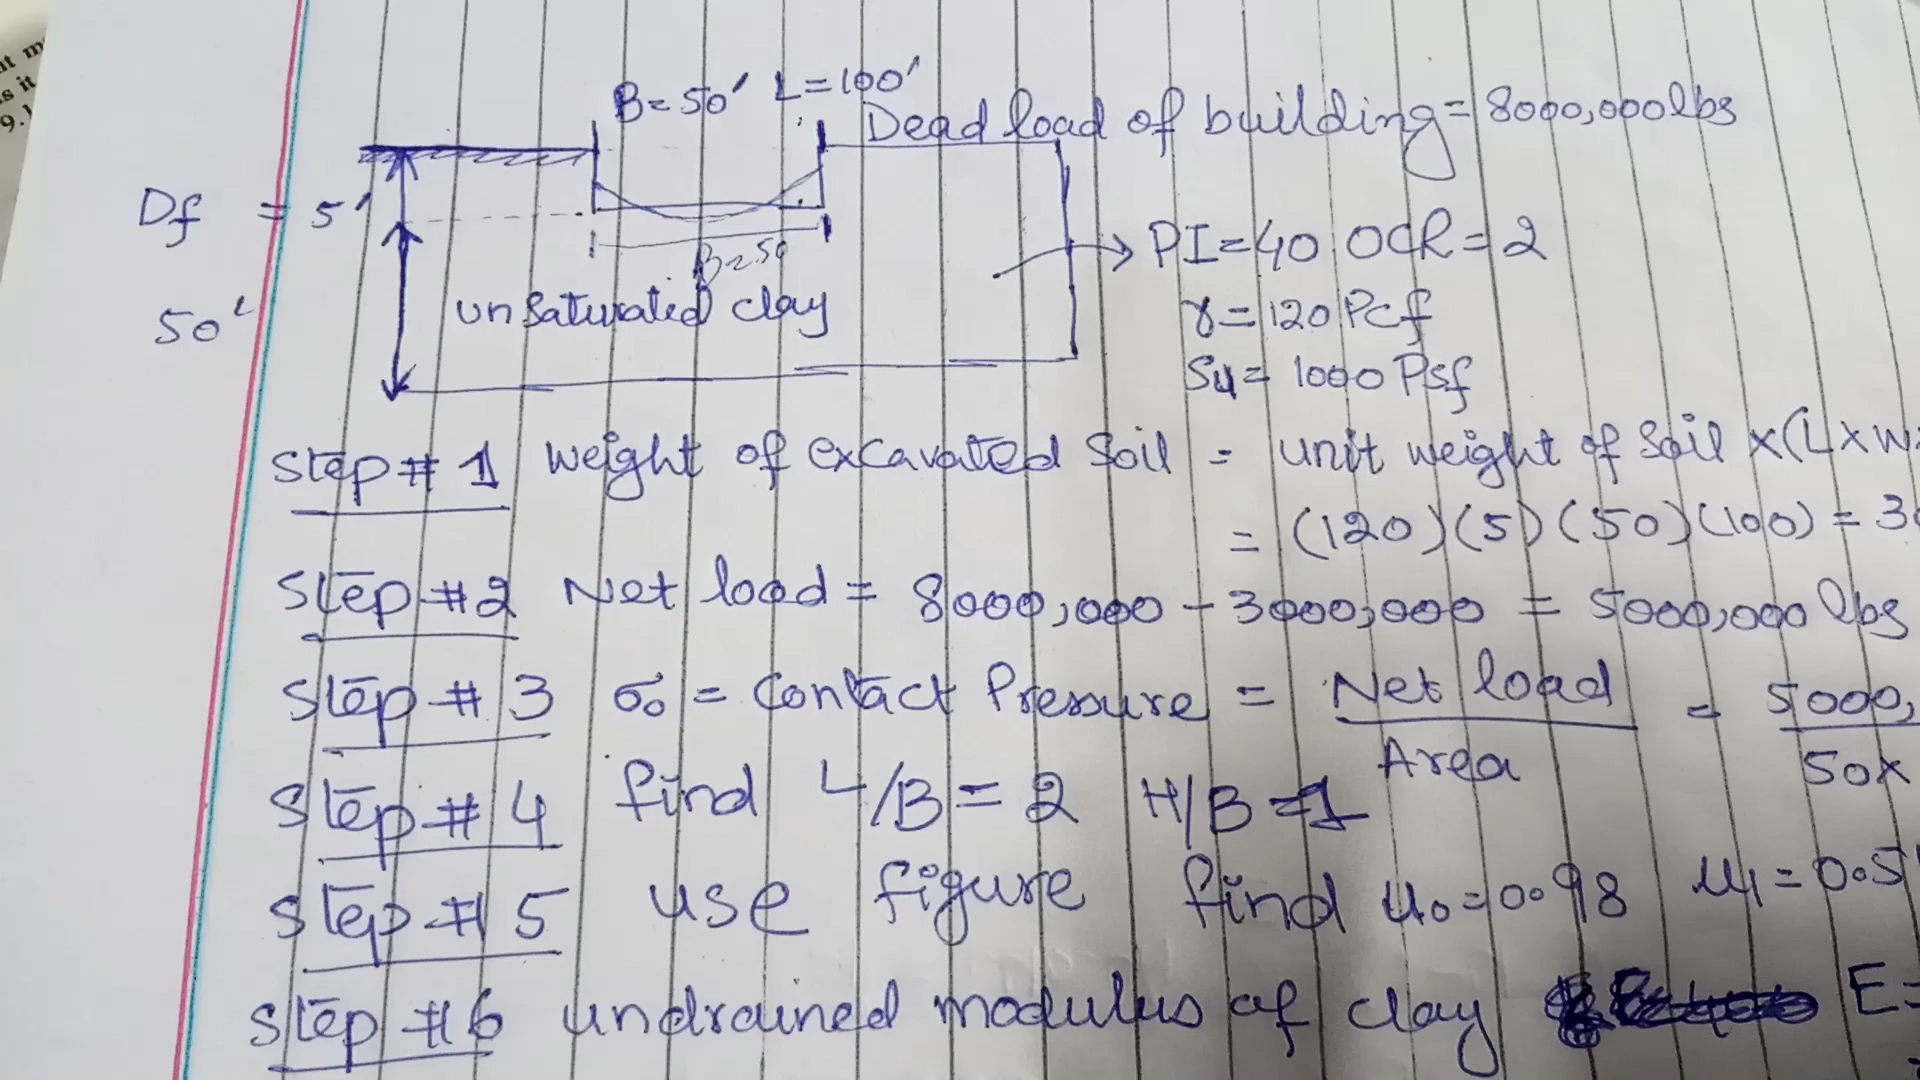 B=50' L=100'
Dead load of building=8000,000lbs
Df = 5'
B=50
PI=40 OCR=2
50'
unsaturated clay
γ=120 Pcf
Su= 1000 Psf
Step# 1 weight of excavated Soil = unit weight of Soil x(LxW
= (120)(5)(50)(100) = 3
Step #2 Net load = 8000,000 - 3000,000 = 5000,000 lbs
Step # 3 σo = Contact Pressure = Net load / Area = 5000, / 50x
Step # 4 find L/B=2 H/B=1
Step # 5 use figure find μo=0.98 μ1=0.5
Step #6 undrained modulus of clay E=
nt m
s it
9.1